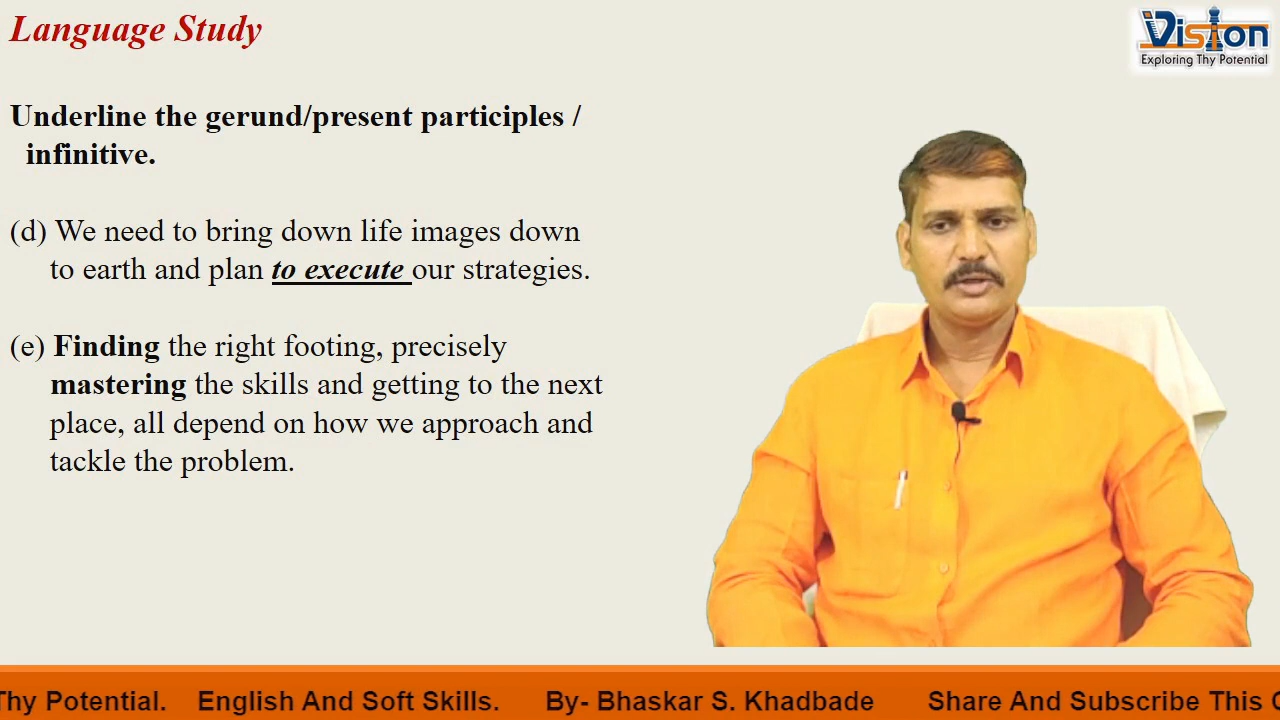 Language Study
Vision
Exploring Thy Potential
Underline the gerund/present participles /
infinitive.
(d) We need to bring down life images down
to earth and plan to execute our strategies.
(e) Finding the right footing, precisely
mastering the skills and getting to the next
place, all depend on how we approach and
tackle the problem.
Thy Potential. English And Soft Skills. By- Bhaskar S. Khadbade Share And Subscribe This C